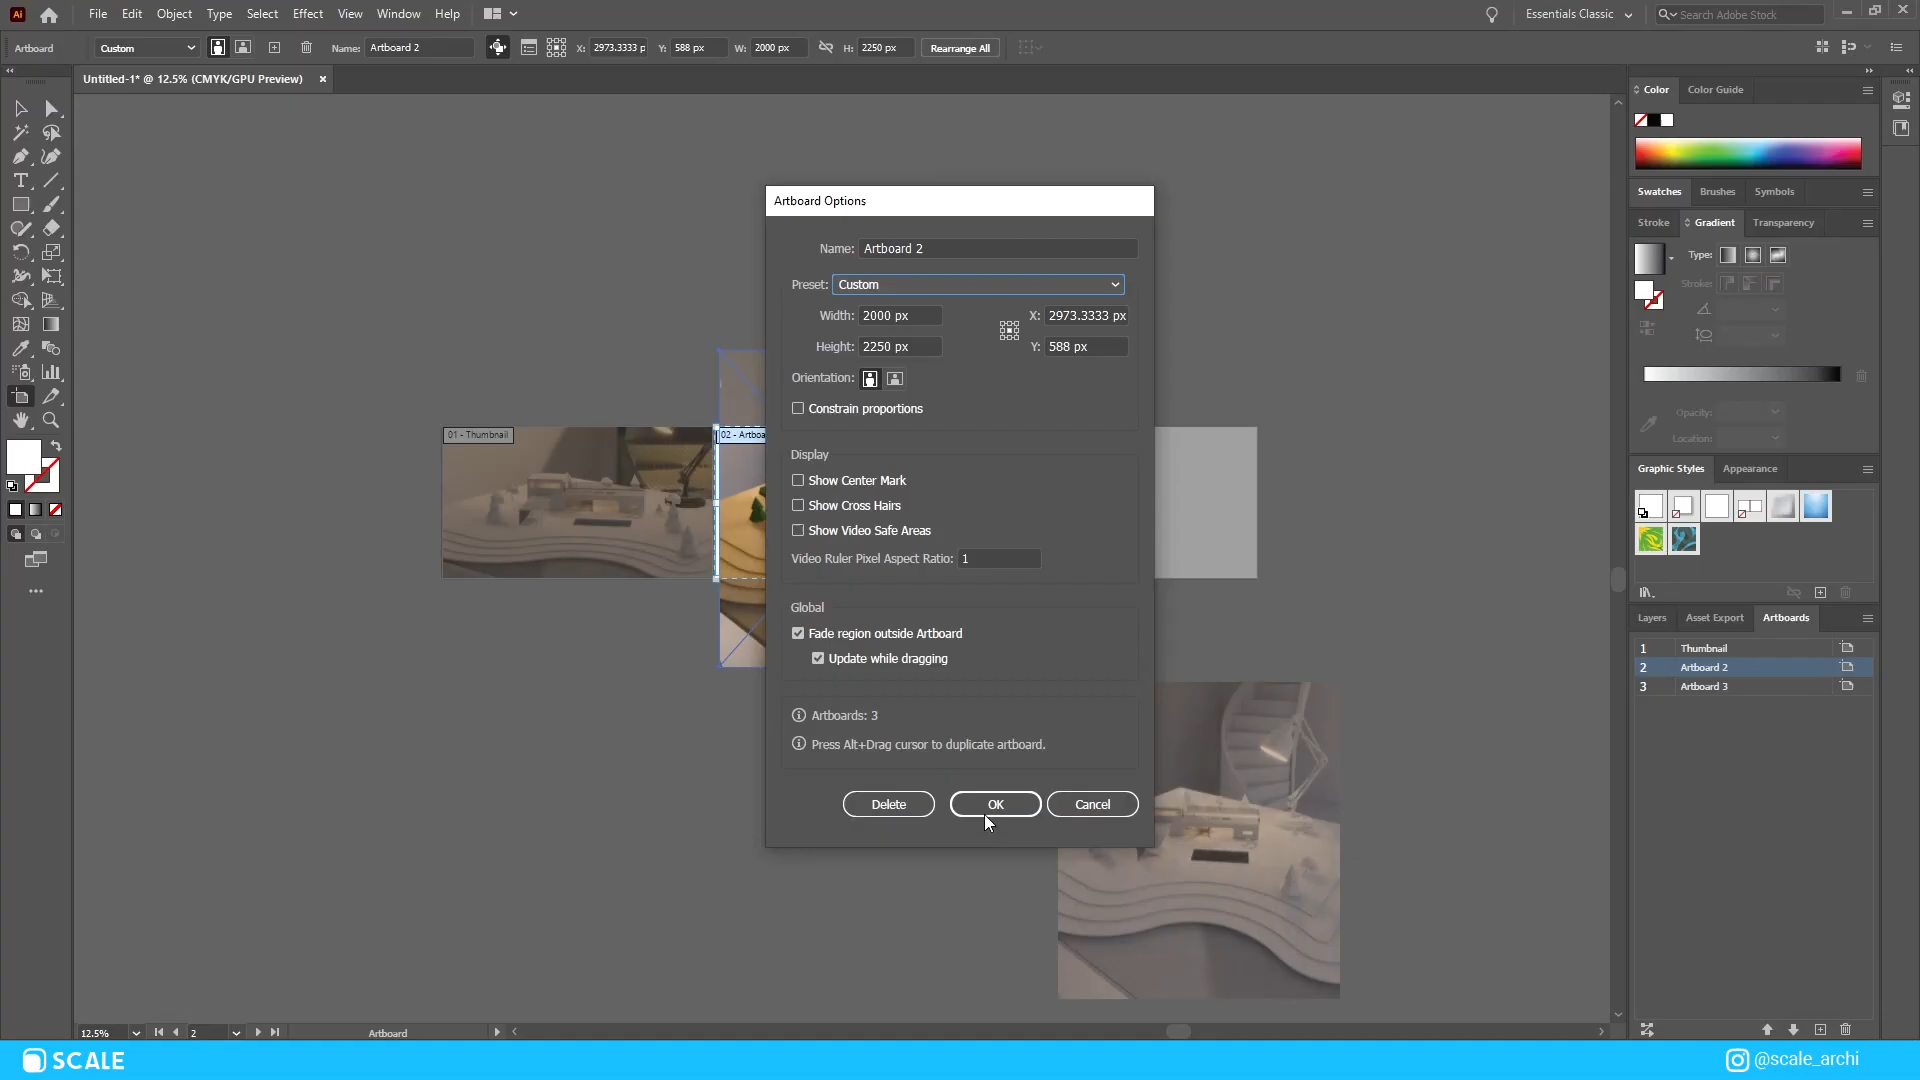 Ai
File Edit Object Type Select Effect View Window Help
Essentials Classic
Search Adobe Stock
Artboard
Custom
Name: Artboard 2
X: 2973.3333 p
Y: 588 px
W: 2000 px
H: 2250 px
Rearrange All
Untitled-1* @ 12.5% (CMYK/GPU Preview) ×
Color Color Guide
Swatches Brushes Symbols
Stroke Gradient Transparency
Type:
Stroke:
Opacity:
Location:
Graphic Styles Appearance
Layers Asset Export Artboards
1 Thumbnail
2 Artboard 2
3 Artboard 3
01 - Thumbnail
02 - Artboa
Artboard Options
Name: Artboard 2
Preset: Custom
Width: 2000 px
X: 2973.3333 px
Height: 2250 px
Y: 588 px
Orientation:
Constrain proportions
Display
Show Center Mark
Show Cross Hairs
Show Video Safe Areas
Video Ruler Pixel Aspect Ratio: 1
Global
Fade region outside Artboard
Update while dragging
Artboards: 3
Press Alt+Drag cursor to duplicate artboard.
Delete OK Cancel
12.5%
2
Artboard
SCALE
@scale_archi